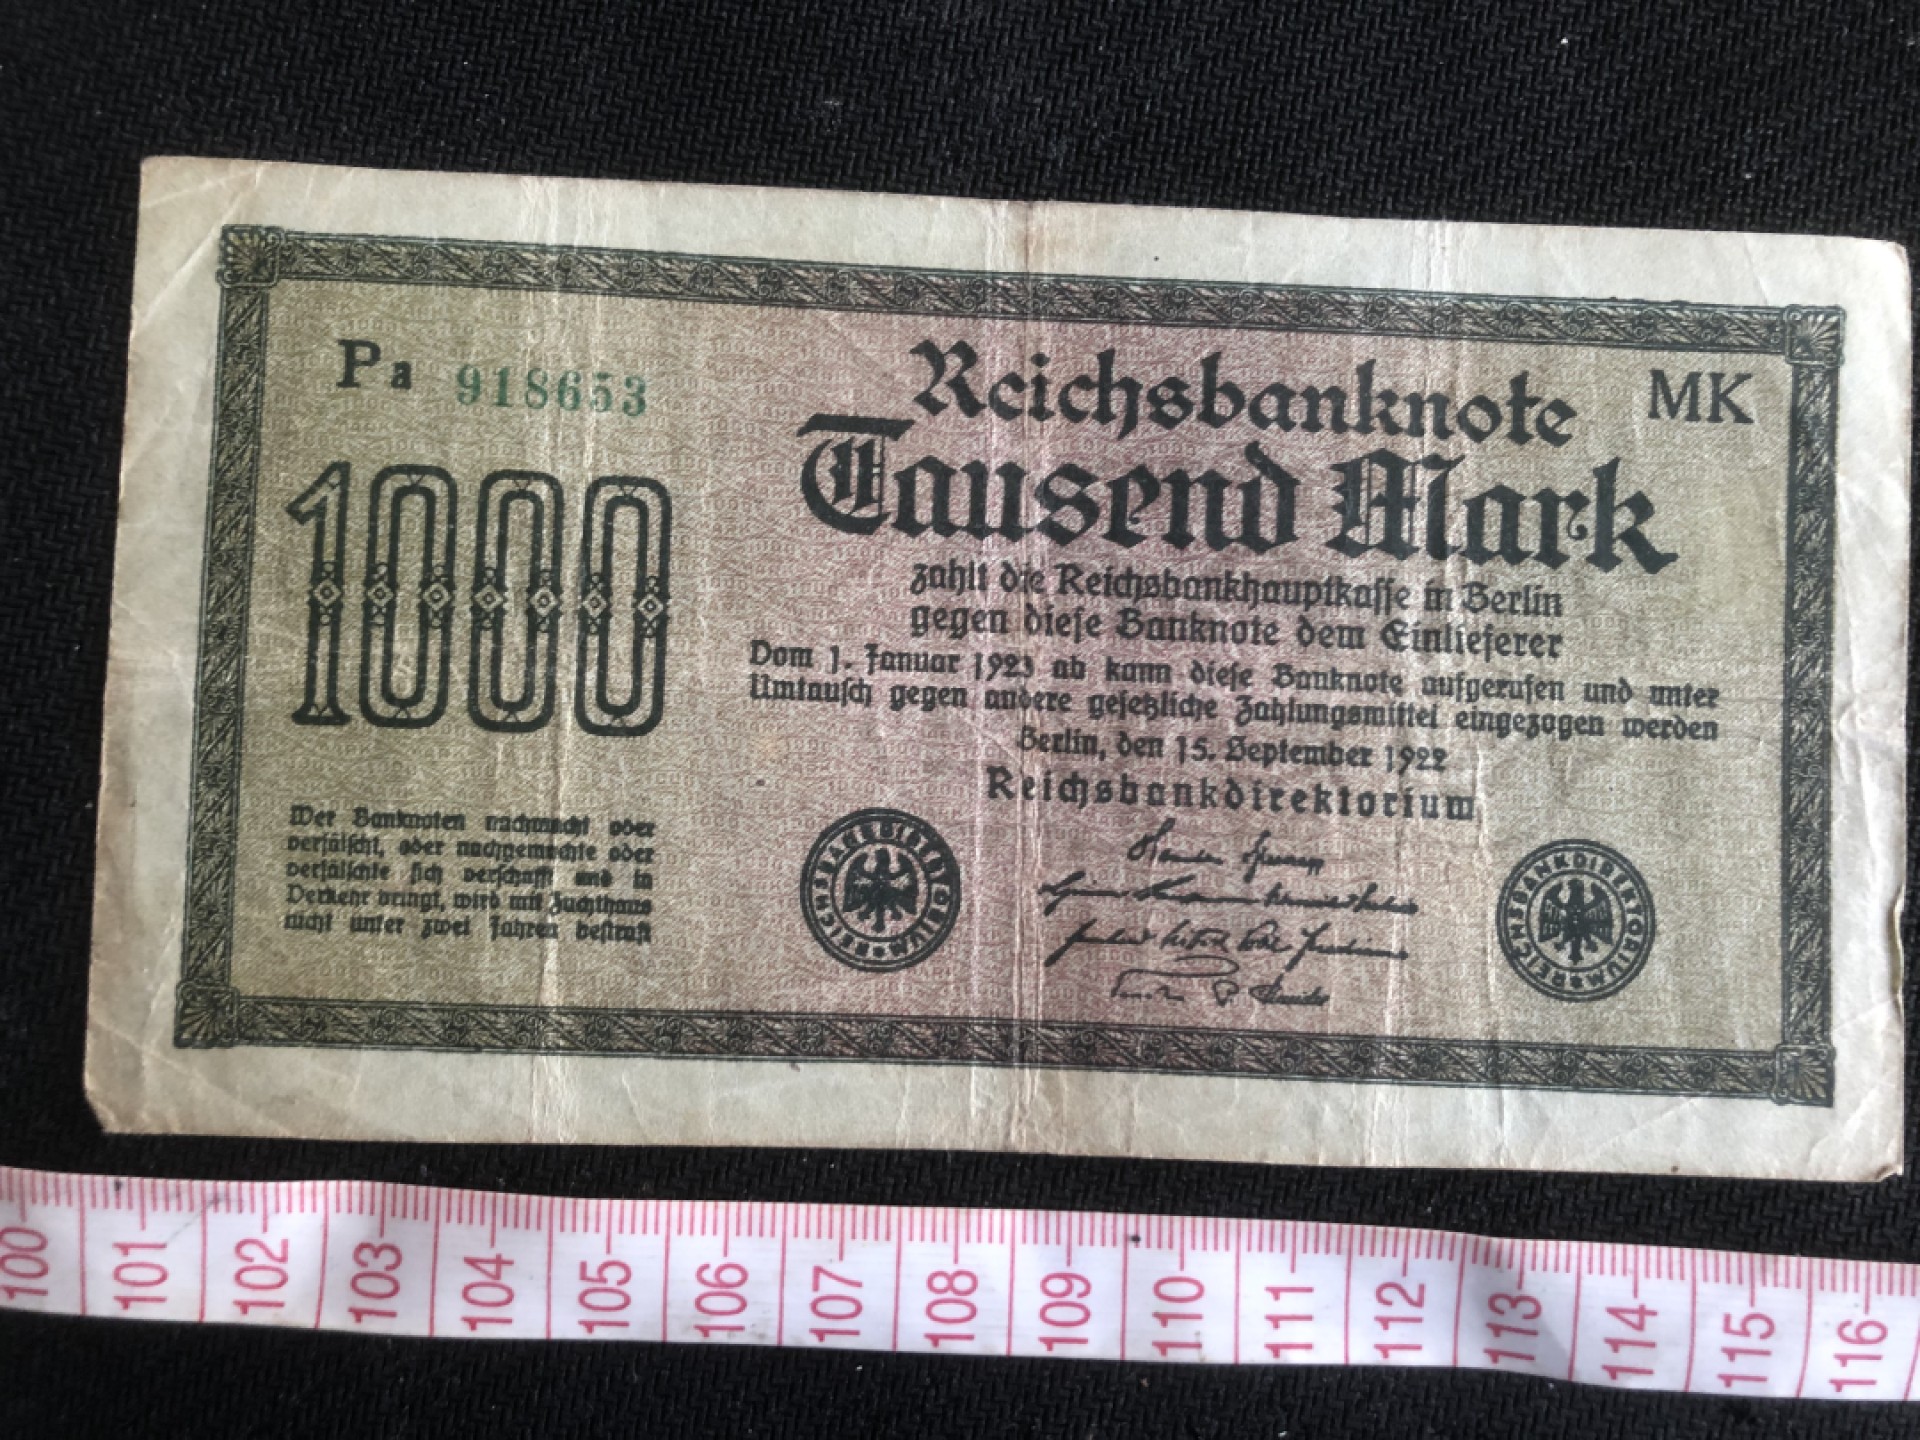 Pa 918653
MK
Reichsbanknote
1000
Tausend Mark
zahlt die Reichsbankhauptkasse in Berlin
gegen diese Banknote dem Einlieferer
Vom 1. Januar 1923 ab kann diese Banknote aufgerufen und unter
Umtausch gegen andere gesetzliche Zahlungsmittel eingezogen werden
Berlin, den 15. September 1922
Reichsbankdirektorium
Wer Banknoten nachmacht oder
verfälscht, oder nachgemachte oder
verfälschte sich verschafft und in
Verkehr bringt, wird mit Zuchthaus
nicht unter zwei Jahren bestraft
REICHSBANKDIREKTORIUM
REICHSBANKDIREKTORIUM
100 101 102 103 104 105 106 107 108 109 110 111 112 113 114 115 116